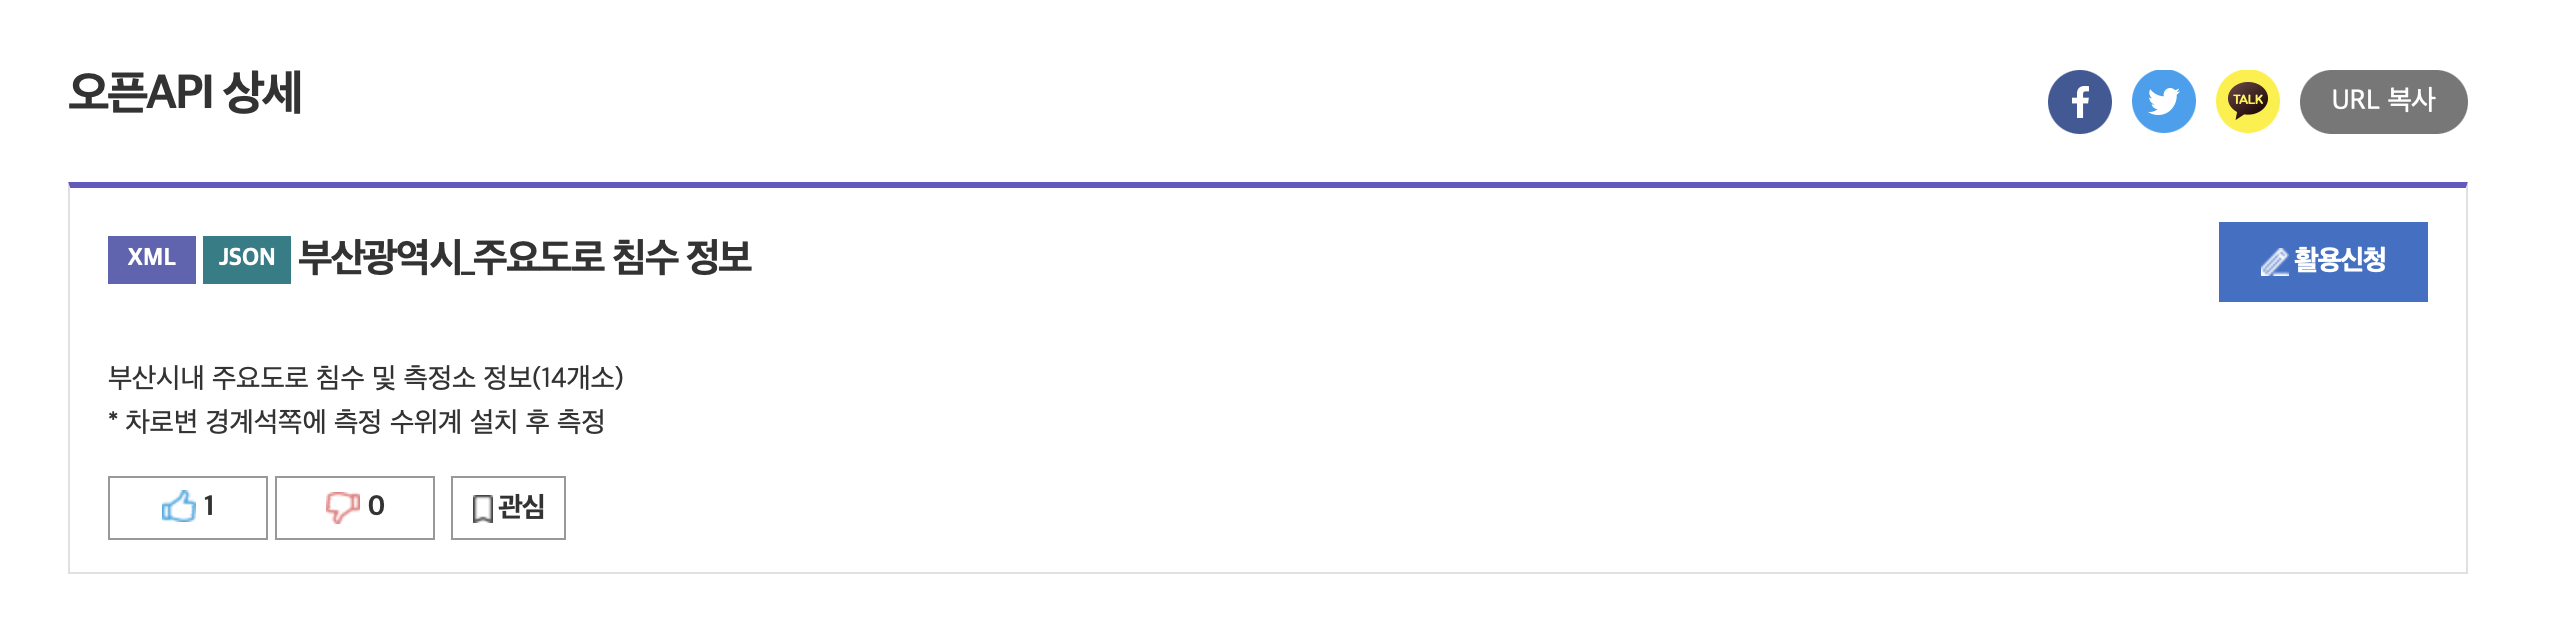 오픈API 상세
TALK
URL 복사
XML JSON 부산광역시_주요도로 침수 정보
활용신청
부산시내 주요도로 침수 및 측정소 정보(14개소)
* 차로변 경계석쪽에 측정 수위계 설치 후 측정
1
0
관심